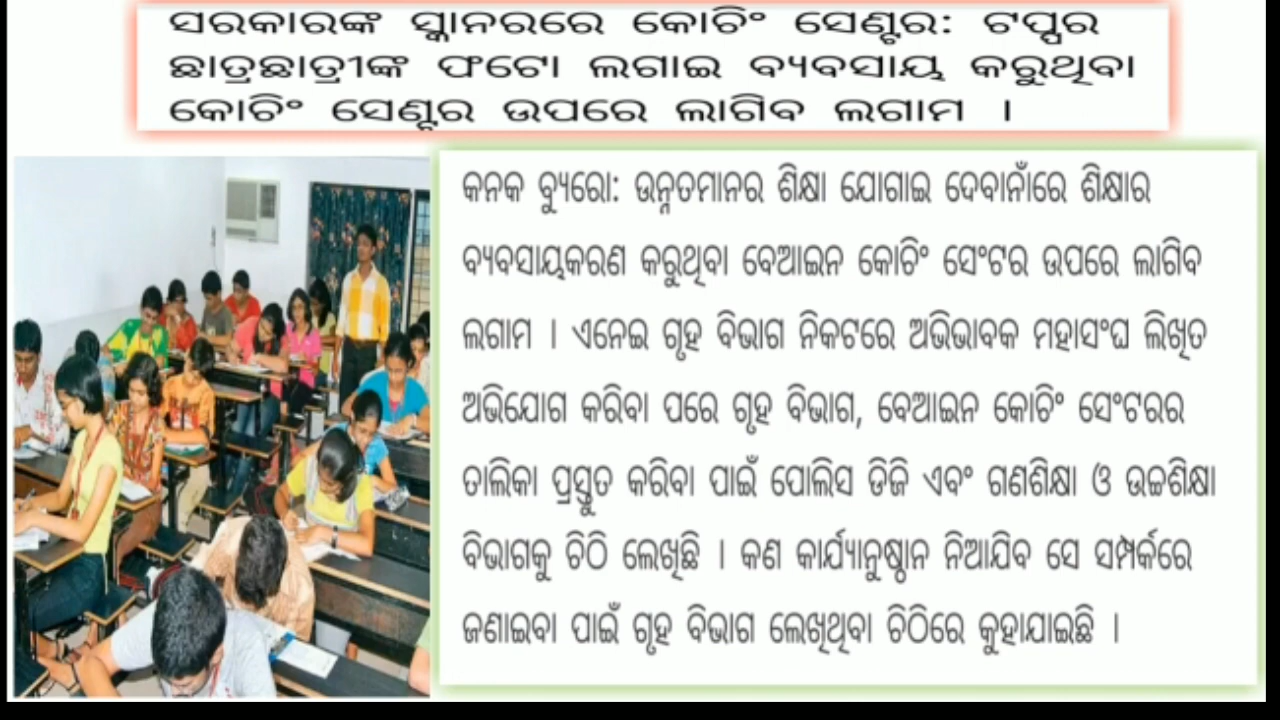 ସରକାରଙ୍କ ସ୍କାନରରେ କୋଚିଂ ସେଣ୍ଟର: ଟପ୍ପର
ଛାତ୍ରଛାତ୍ରୀଙ୍କ ଫଟୋ ଲଗାଇ ବ୍ୟବସାୟ କରୁଥିବା
କୋଚିଂ ସେଣ୍ଟର ଉପରେ ଲାଗିବ ଲଗାମ ।
କନକ ବ୍ୟୁରୋ: ଉନ୍ନତମାନର ଶିକ୍ଷା ଯୋଗାଇ ଦେବାନାଁରେ ଶିକ୍ଷାର
ବ୍ୟବସାୟକରଣ କରୁଥିବା ବେଆଇନ କୋଚିଂ ସେଂଟର ଉପରେ ଲାଗିବ
ଲଗାମ । ଏନେଇ ଗୃହ ବିଭାଗ ନିକଟରେ ଅଭିଭାବକ ମହାସଂଘ ଲିଖିତ
ଅଭିଯୋଗ କରିବା ପରେ ଗୃହ ବିଭାଗ, ବେଆଇନ କୋଚିଂ ସେଂଟରର
ତାଲିକା ପ୍ରସ୍ତୁତ କରିବା ପାଇଁ ପୋଲିସ ଡିଜି ଏବଂ ଗଣଶିକ୍ଷା ଓ ଉଚ୍ଚଶିକ୍ଷା
ବିଭାଗକୁ ଚିଠି ଲେଖିଛି । କଣ କାର୍ଯ୍ୟାନୁଷ୍ଠାନ ନିଆଯିବ ସେ ସମ୍ପର୍କରେ
ଜଣାଇବା ପାଇଁ ଗୃହ ବିଭାଗ ଲେଖିଥିବା ଚିଠିରେ କୁହାଯାଇଛି ।